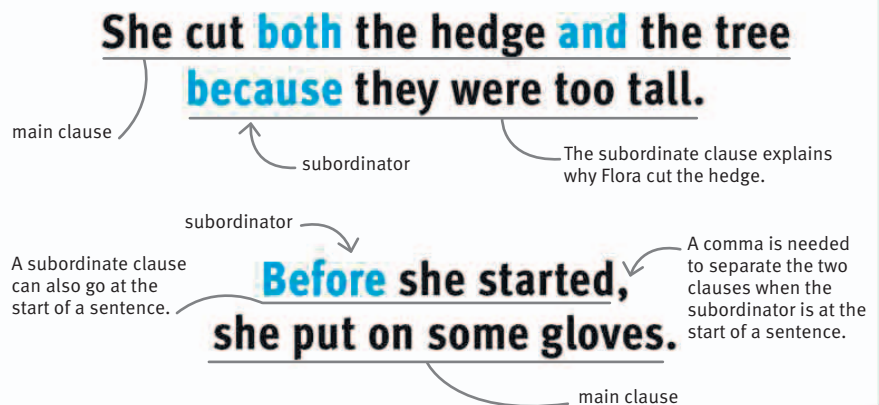 She cut both the hedge and the tree
because they were too tall.
main clause
subordinator
The subordinate clause explains
why Flora cut the hedge.
subordinator
A subordinate clause
can also go at the
start of a sentence.
Before she started,
she put on some gloves.
A comma is needed
to separate the two
clauses when the
subordinator is at the
start of a sentence.
main clause